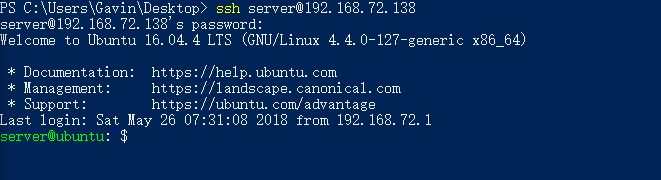 PS C:\Users\Gavin\Desktop> ssh server@192.168.72.138
server@192.168.72.138's password:
Welcome to Ubuntu 16.04.4 LTS (GNU/Linux 4.4.0-127-generic x86_64)
* Documentation: https://help.ubuntu.com
* Management: https://landscape.canonical.com
* Support: https://ubuntu.com/advantage
Last login: Sat May 26 07:31:08 2018 from 192.168.72.1
server@ubuntu: $